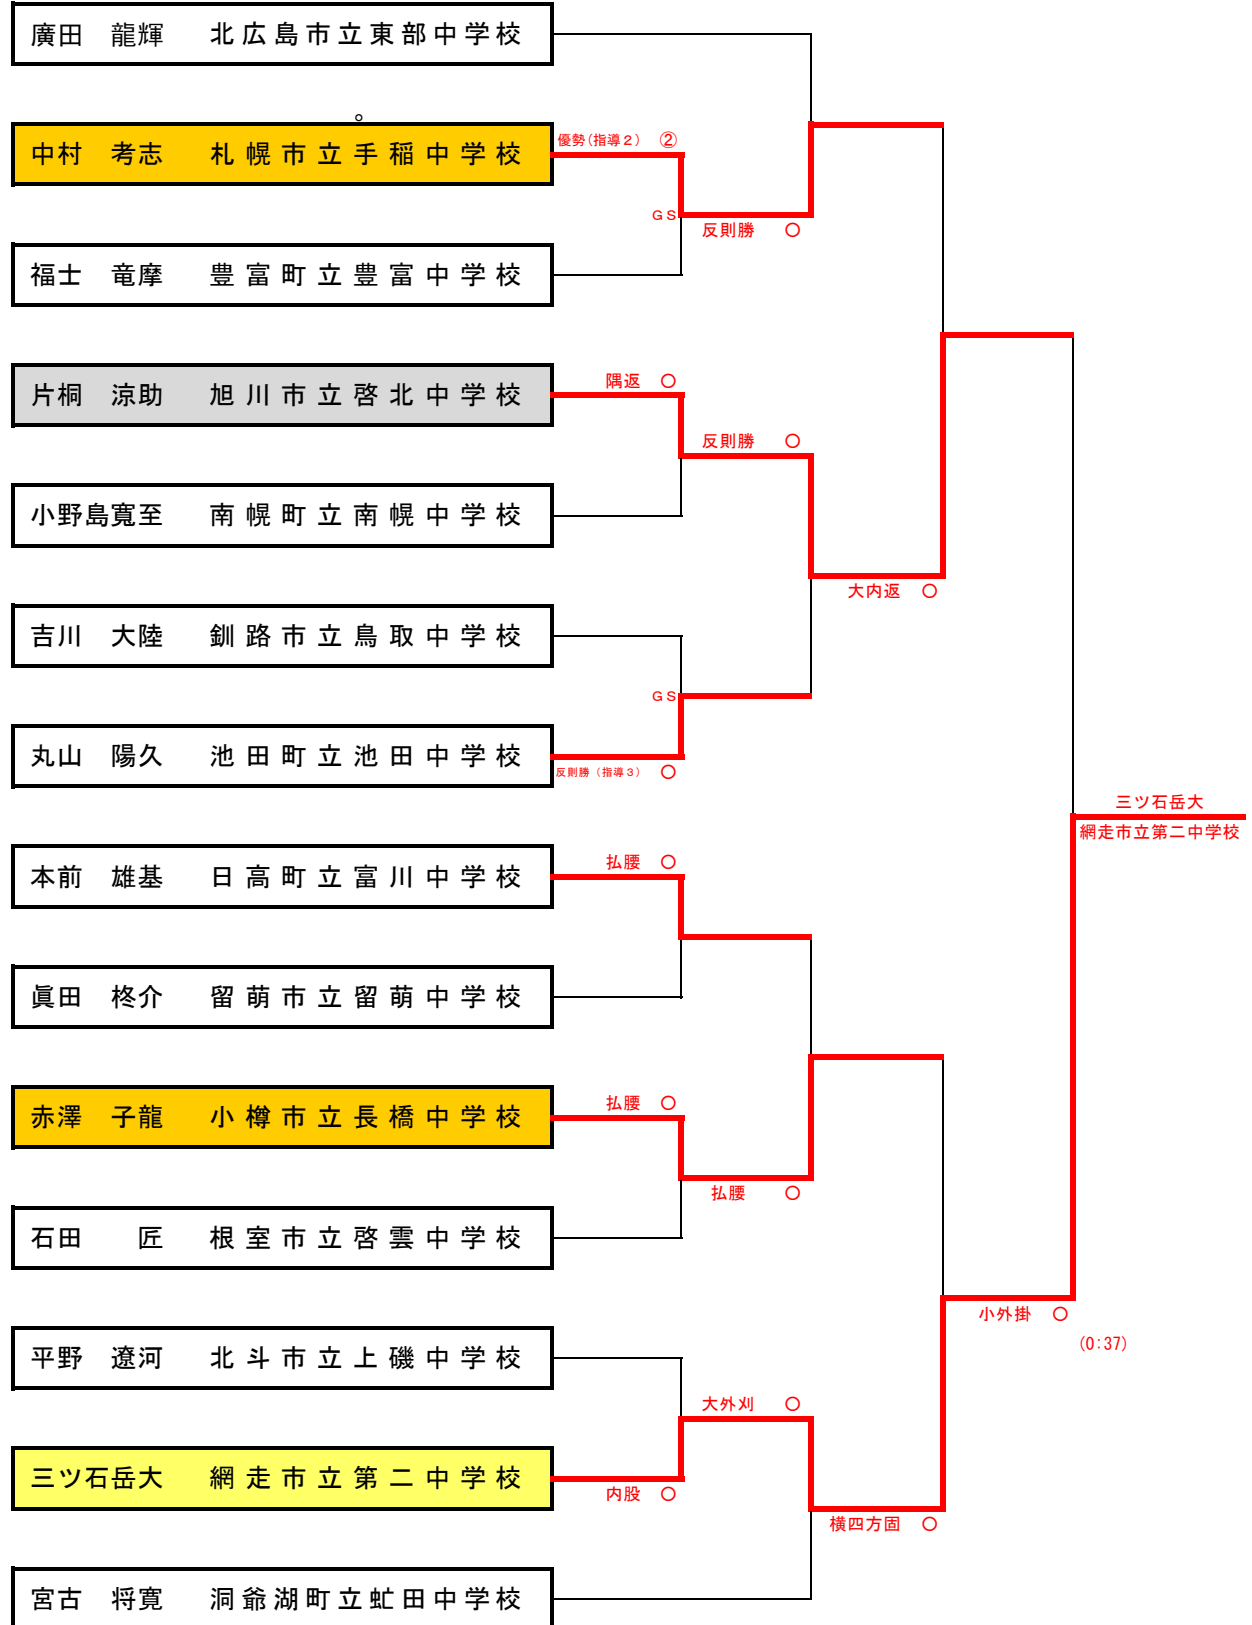 廣田　龍輝　北広島市立東部中学校
。
中村　考志　札幌市立手稲中学校
優勢(指導２)　②
ＧＳ
反則勝　○
福士　竜摩　豊富町立豊富中学校
片桐　涼助　旭川市立啓北中学校
隅返　○
反則勝　○
小野島寛至　南幌町立南幌中学校
大内返　○
吉川　大陸　釧路市立鳥取中学校
ＧＳ
丸山　陽久　池田町立池田中学校
反則勝（指導３）　○
三ツ石岳大
網走市立第二中学校
本前　雄基　日高町立富川中学校
払腰　○
眞田　柊介　留萌市立留萌中学校
赤澤　子龍　小樽市立長橋中学校
払腰　○
払腰　○
石田　匠　根室市立啓雲中学校
小外掛　○
(0:37)
平野　遼河　北斗市立上磯中学校
大外刈　○
三ツ石岳大　網走市立第二中学校
内股　○
横四方固　○
宮古　将寛　洞爺湖町立虻田中学校